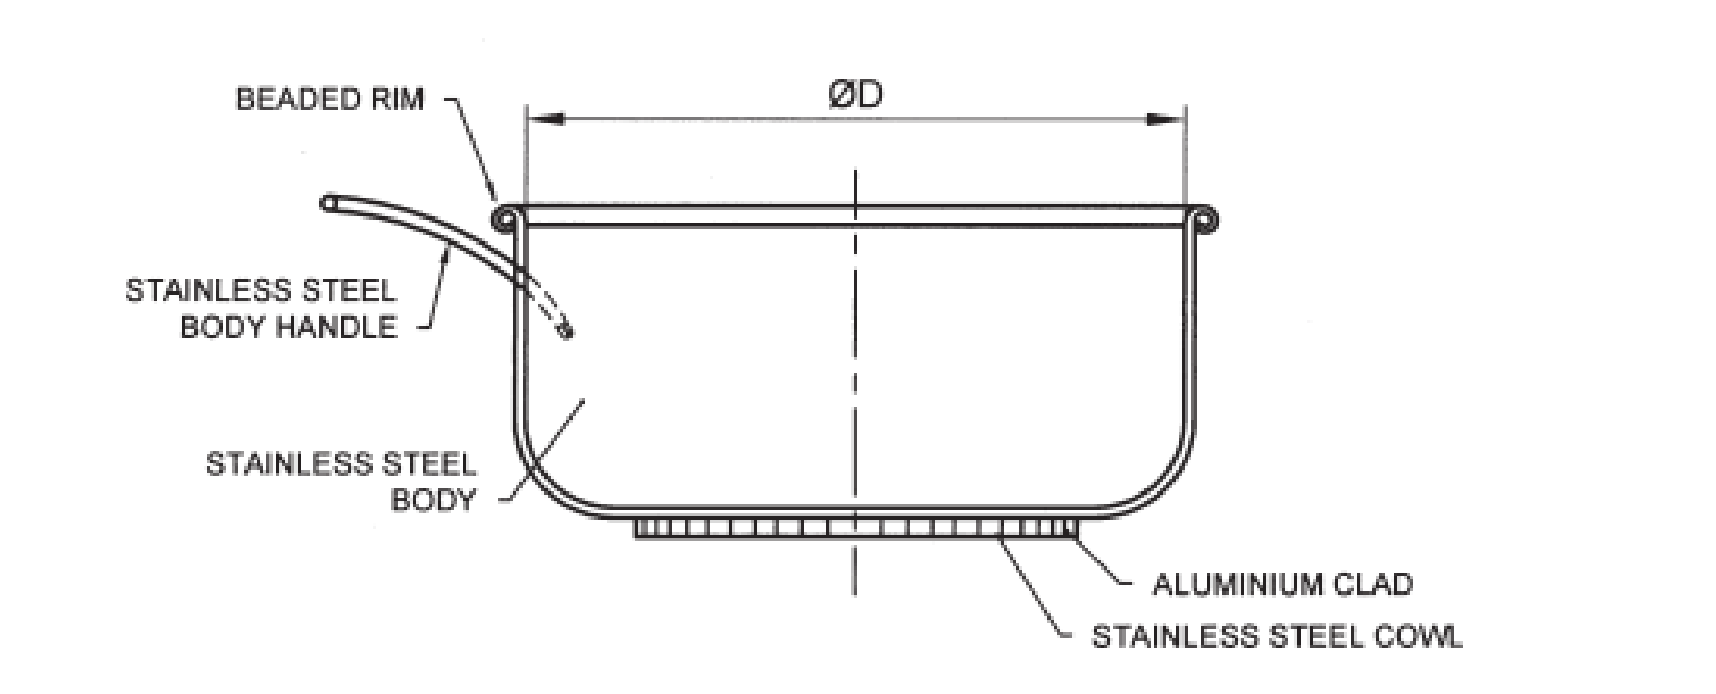 BEADED RIM
ØD
STAINLESS STEEL
BODY HANDLE
STAINLESS STEEL
BODY
ALUMINIUM CLAD
STAINLESS STEEL COWL